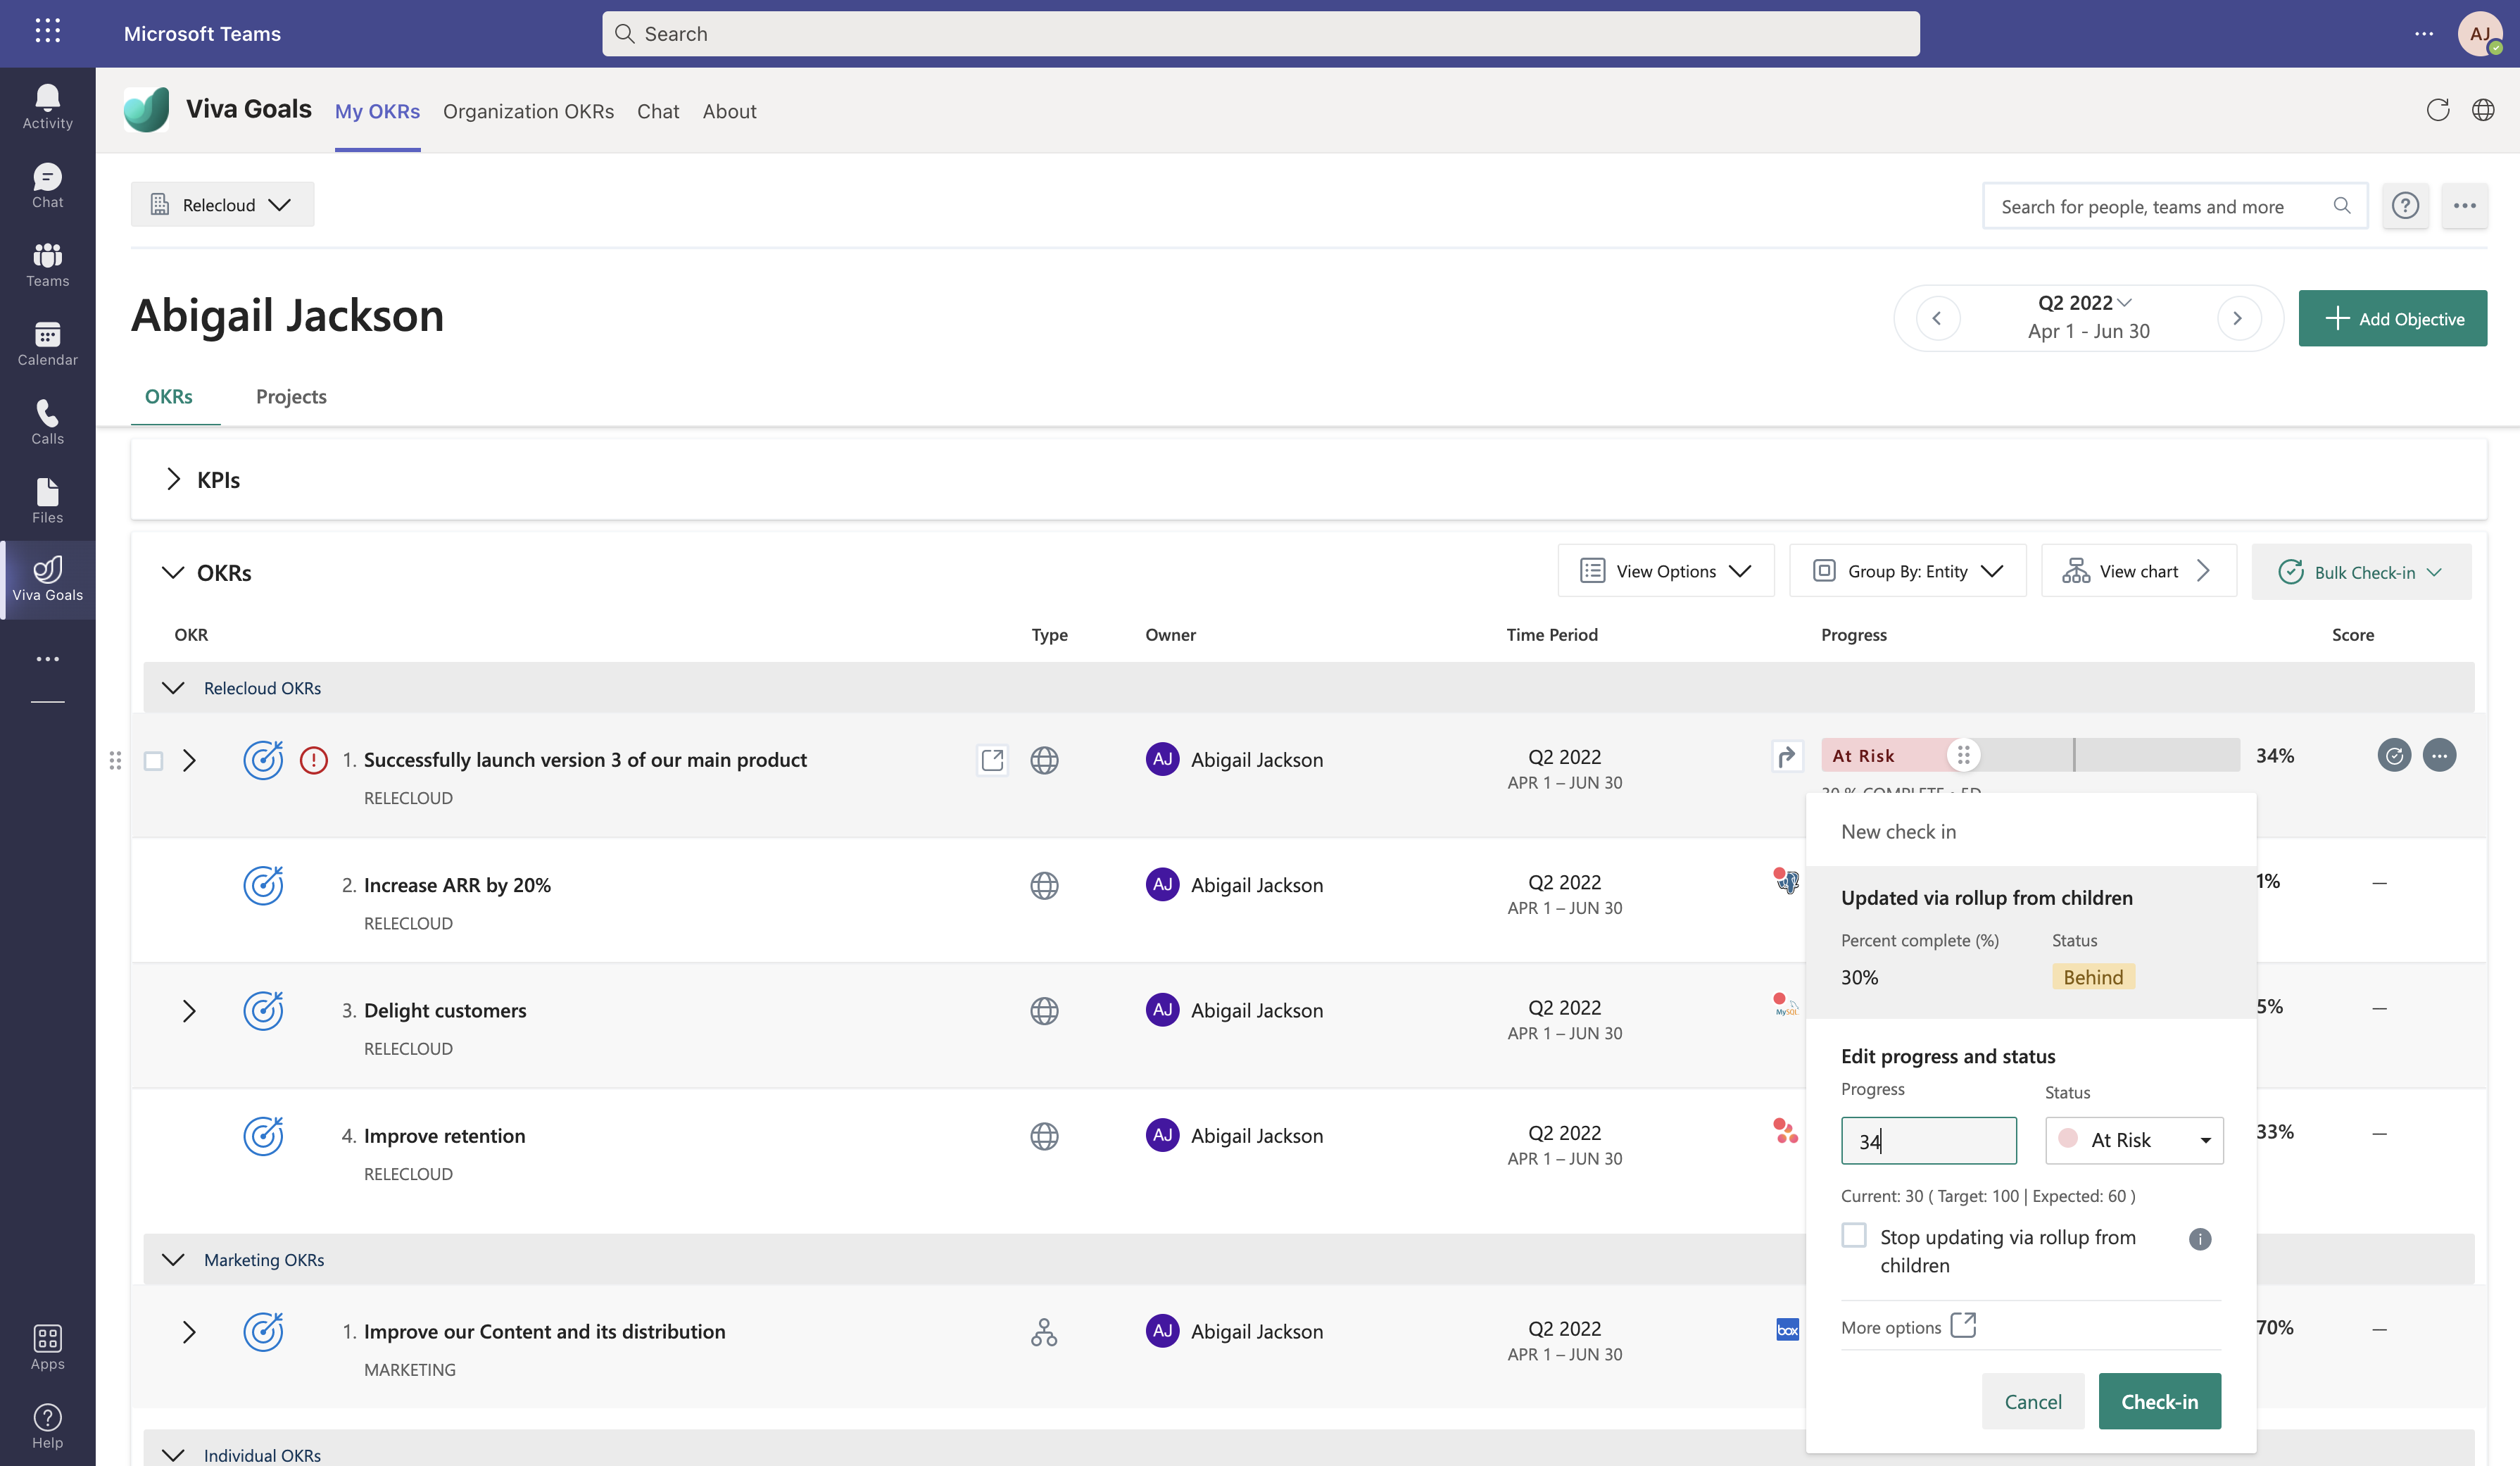 Microsoft Teams
Search
AJ
Activity
Chat
Teams
Calendar
Calls
Files
Viva Goals
Apps
Help
Viva Goals
My OKRs
Organization OKRs
Chat
About
Relecloud
Search for people, teams and more
Abigail Jackson
Q2 2022
Apr 1 - Jun 30
Add Objective
OKRs
Projects
KPIs
OKRs
View Options
Group By: Entity
View chart
Bulk Check-in
OKR
Type
Owner
Time Period
Progress
Score
Relecloud OKRs
1. Successfully launch version 3 of our main product
RELECLOUD
AJ Abigail Jackson
Q2 2022
APR 1 – JUN 30
At Risk
34%
30 % COMPLETE • 5D
2. Increase ARR by 20%
RELECLOUD
AJ Abigail Jackson
Q2 2022
APR 1 – JUN 30
1%
—
3. Delight customers
RELECLOUD
AJ Abigail Jackson
Q2 2022
APR 1 – JUN 30
MySQL
5%
—
4. Improve retention
RELECLOUD
AJ Abigail Jackson
Q2 2022
APR 1 – JUN 30
33%
—
Marketing OKRs
1. Improve our Content and its distribution
MARKETING
AJ Abigail Jackson
Q2 2022
APR 1 – JUN 30
box
70%
—
Individual OKRs
New check in
Updated via rollup from children
Percent complete (%)
Status
30%
Behind
Edit progress and status
Progress
Status
34
At Risk
Current: 30 ( Target: 100 | Expected: 60 )
Stop updating via rollup from
children
More options
Cancel
Check-in